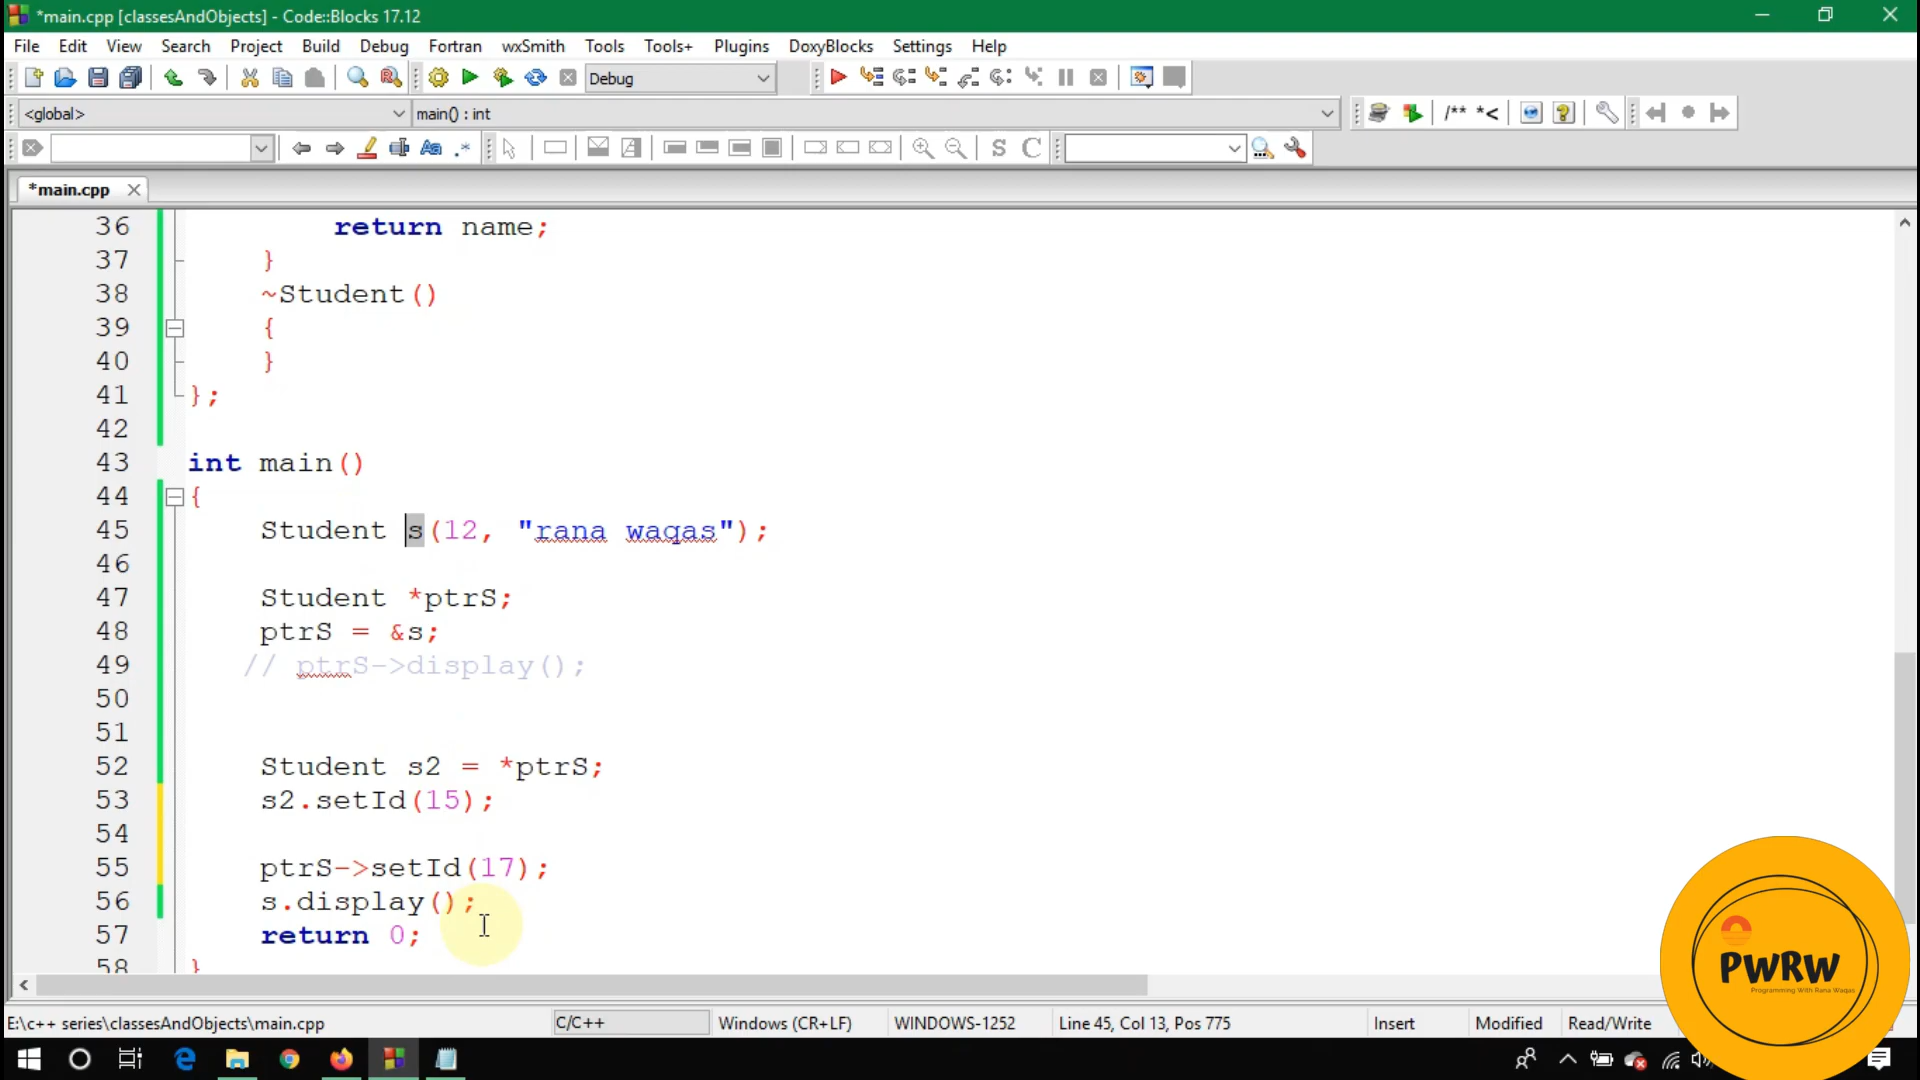 *main.cpp [classesAndObjects] - Code::Blocks 17.12
File Edit View Search Project Build Debug Fortran wxSmith Tools Tools+ Plugins DoxyBlocks Settings Help
Debug
<global> main() : int /** *<
Aa .* S C
*main.cpp
36 return name;
37 }
38 ~Student()
39 {
40 }
41 };
42
43 int main()
44 {
45 Student s(12, "rana waqas");
46
47 Student *ptrS;
48 ptrS = &s;
49 // ptrS->display();
50
51
52 Student s2 = *ptrS;
53 s2.setId(15);
54
55 ptrS->setId(17);
56 s.display();
57 return 0;
58 }
PWRW
Programming With Rana Waqas
E:\c++ series\classesAndObjects\main.cpp C/C++ Windows (CR+LF) WINDOWS-1252 Line 45, Col 13, Pos 775 Insert Modified Read/Write